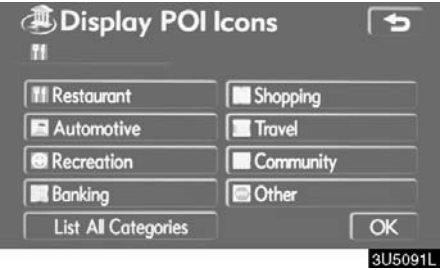 Display POI Icons
Restaurant Shopping
Automotive Travel
Recreation Community
Banking Other
List All Categories OK
3U5091L